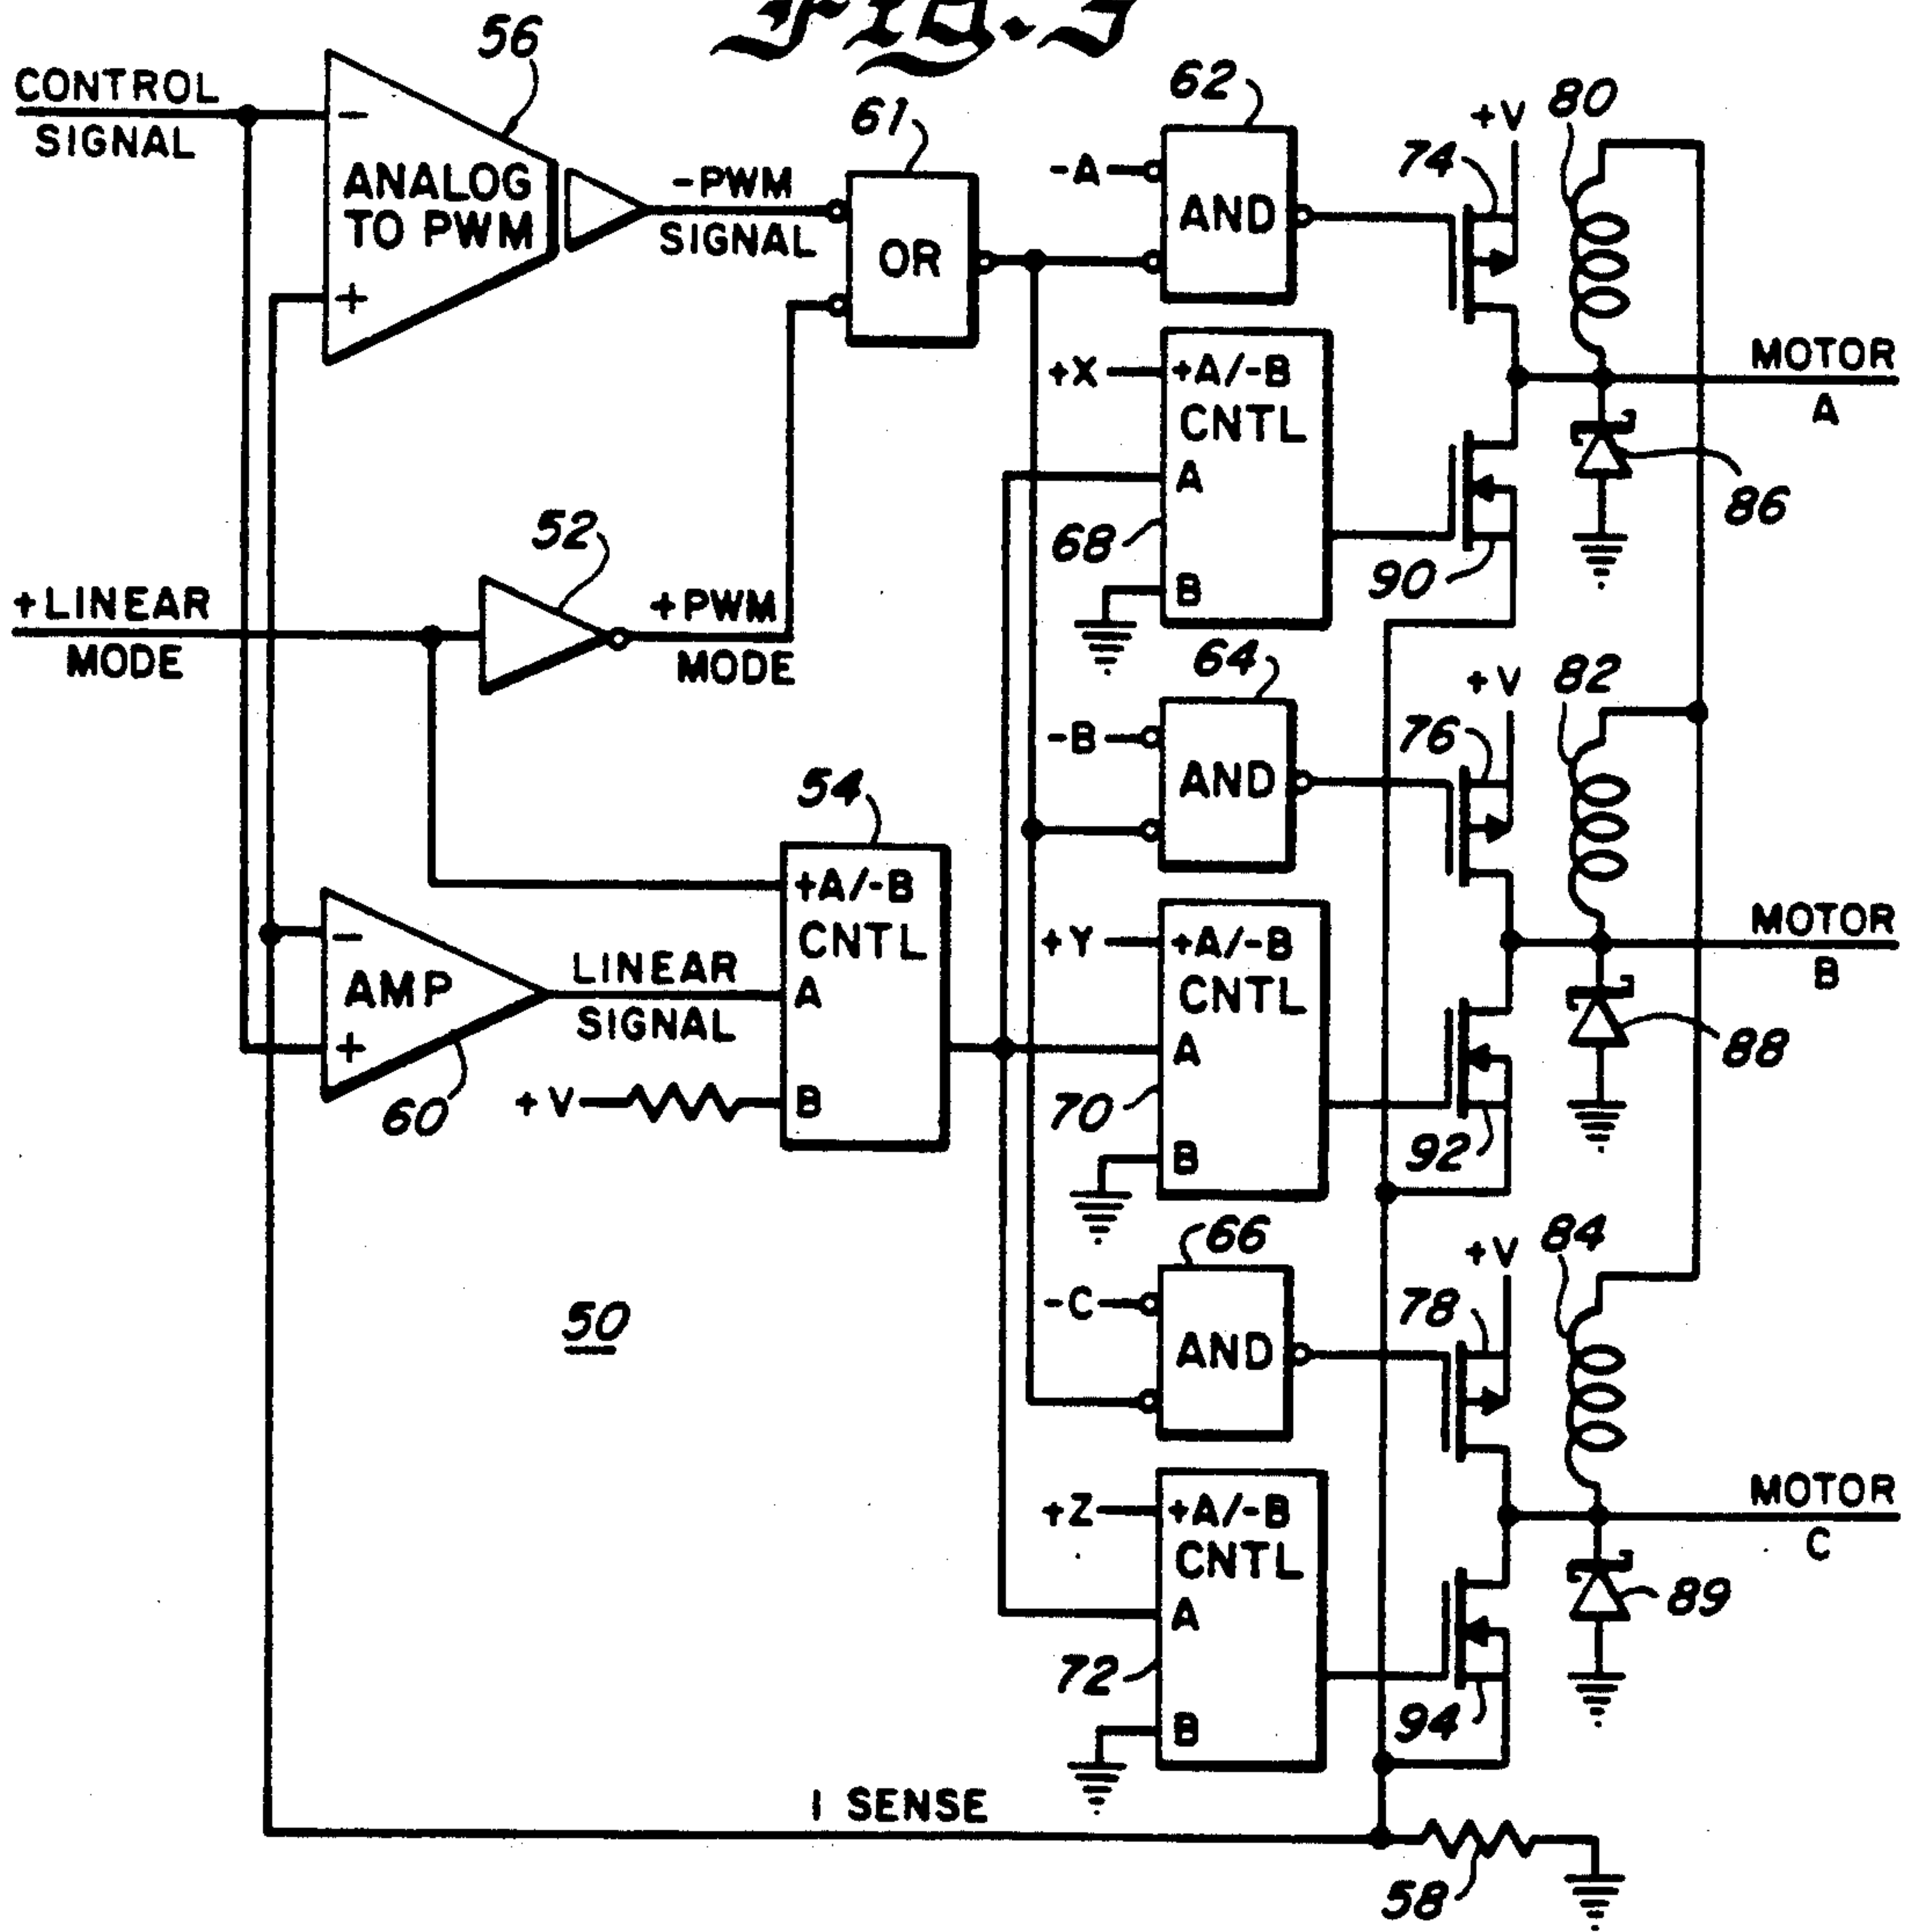 Fig. 3
56
CONTROL
SIGNAL
-
ANALOG
TO PWM
+
-PWM
SIGNAL
61
OR
62
-A
AND
+V
74
80
MOTOR
A
+X
+A/-B
CNTL
A
68
B
90
86
+LINEAR
MODE
52
+PWM
MODE
64
-B
AND
+V
76
82
MOTOR
B
54
+A/-B
CNTL
A
B
-
AMP
+
60
LINEAR
SIGNAL
+V
+Y
+A/-B
CNTL
A
70
B
92
88
50
66
-C
AND
+V
78
84
MOTOR
C
+Z
+A/-B
CNTL
A
72
B
94
89
I SENSE
58